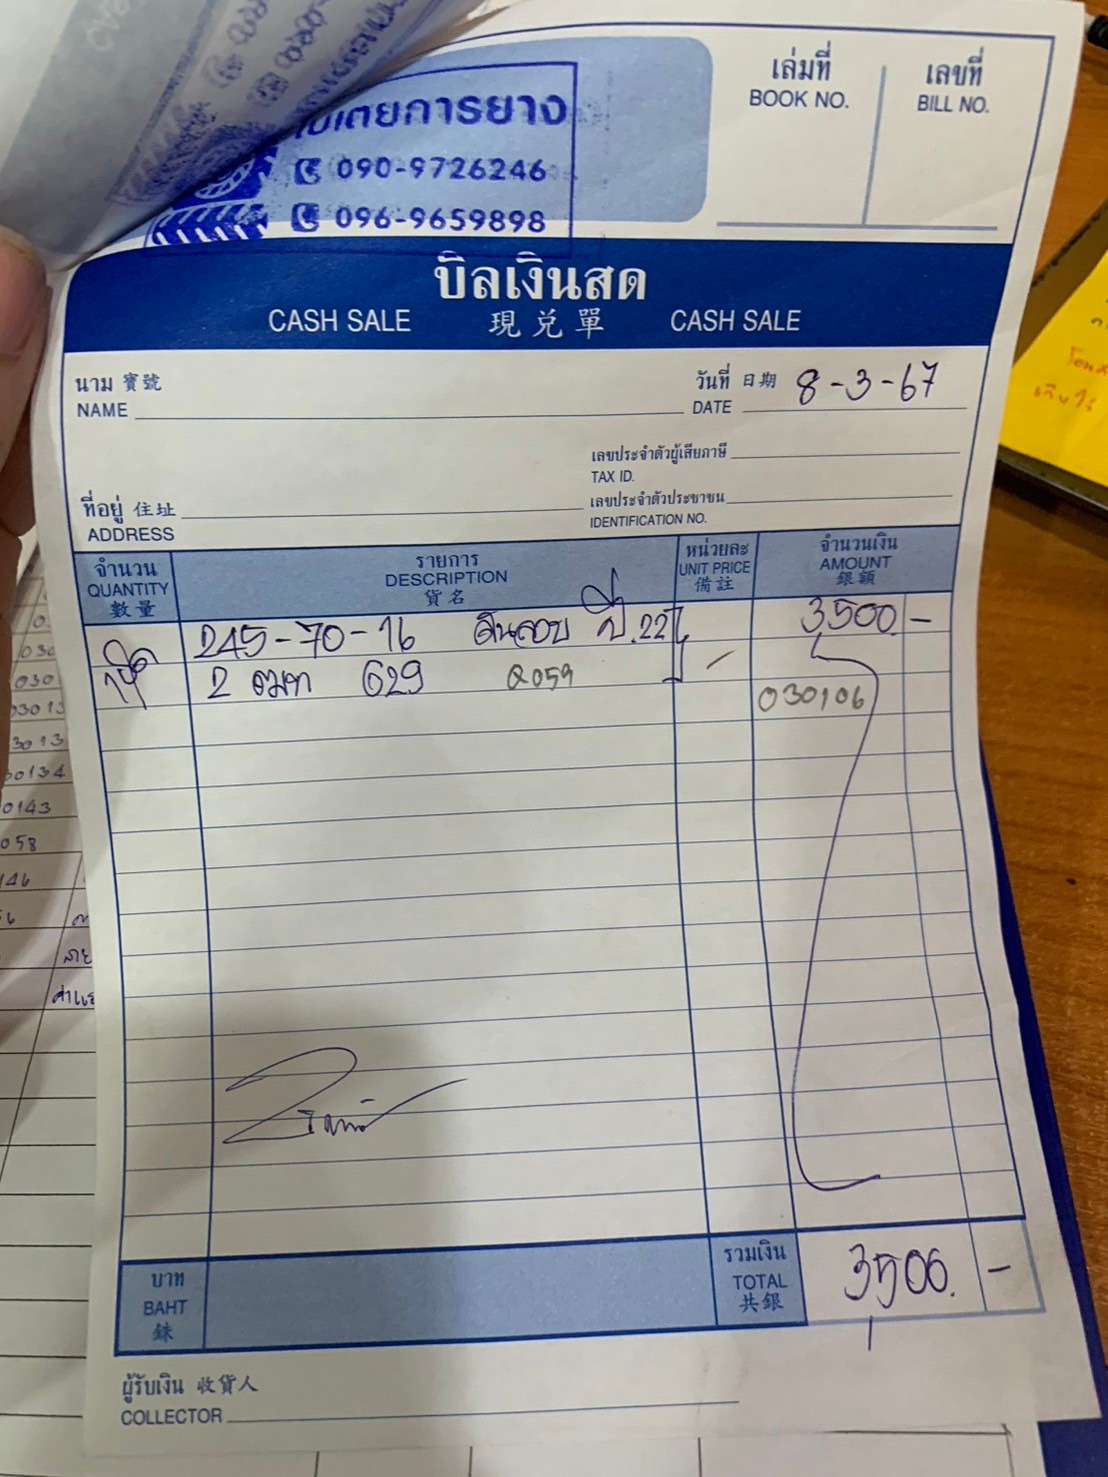 การยาง
090-9726246
096-9659898
เล่มที่
BOOK NO.
เลขที่
BILL NO.
บิลเงินสด
CASH SALE 現兑單 CASH SALE
นาม 寶號
NAME
วันที่ 日期 8-3-67
DATE
เลขประจำตัวผู้เสียภาษี
TAX ID.
ที่อยู่ 住址
ADDRESS
เลขประจำตัวประชาชน
IDENTIFICATION NO.
จำนวน
QUANTITY
數量
รายการ
DESCRIPTION
貨名
หน่วยละ
UNIT PRICE
備註
จำนวนเงิน
AMOUNT
銀額
245-70-16 ปี.22 3,500.-
2 629 030106
บาท
BAHT
銖
รวมเงิน
TOTAL
共銀
3,500.-
ผู้รับเงิน 收貨人
COLLECTOR